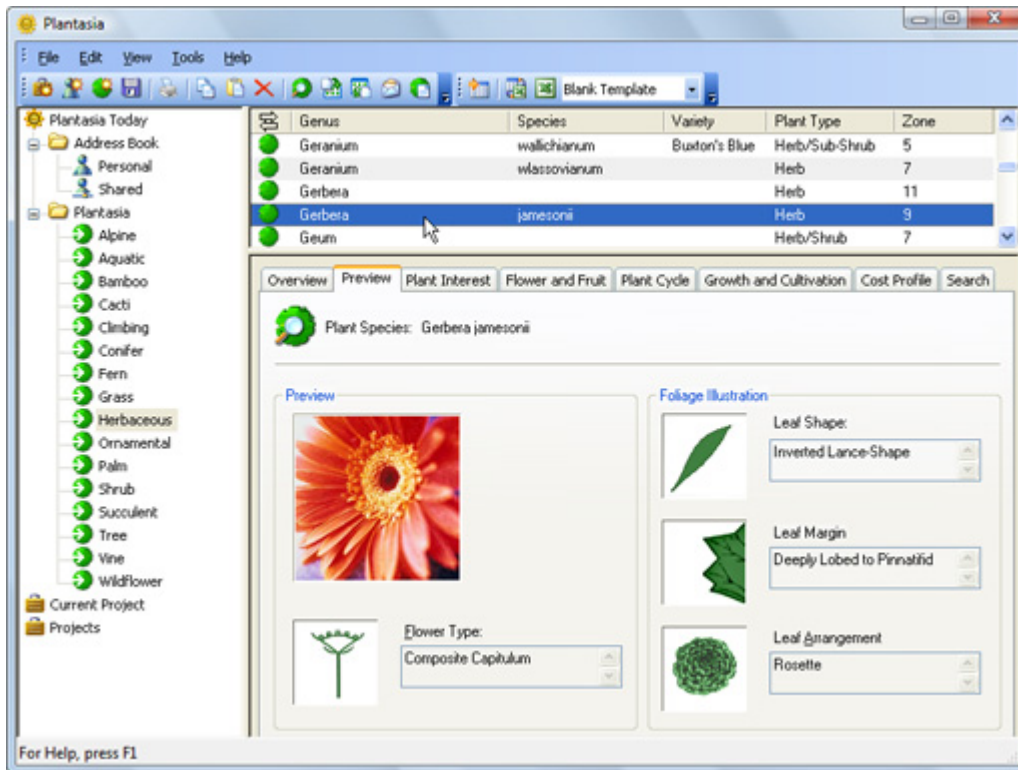 Plantasia
File Edit View Tools Help
Blank Template
Plantasia Today
Address Book
Personal
Shared
Plantasia
Alpine
Aquatic
Bamboo
Cacti
Climbing
Conifer
Fern
Grass
Herbaceous
Ornamental
Palm
Shrub
Succulent
Tree
Vine
Wildflower
Current Project
Projects
Genus Species Variety Plant Type Zone
Geranium wallichianum Buxton's Blue Herb/Sub-Shrub 5
Geranium wlassovianum Herb 7
Gerbera Herb 11
Gerbera jamesonii Herb 9
Geum Herb/Shrub 7
Overview Preview Plant Interest Flower and Fruit Plant Cycle Growth and Cultivation Cost Profile Search
Plant Species: Gerbera jamesonii
Preview
Flower Type:
Composite Capitulum
Foliage Illustration
Leaf Shape:
Inverted Lance-Shape
Leaf Margin
Deeply Lobed to Pinnatifid
Leaf Arrangement
Rosette
For Help, press F1